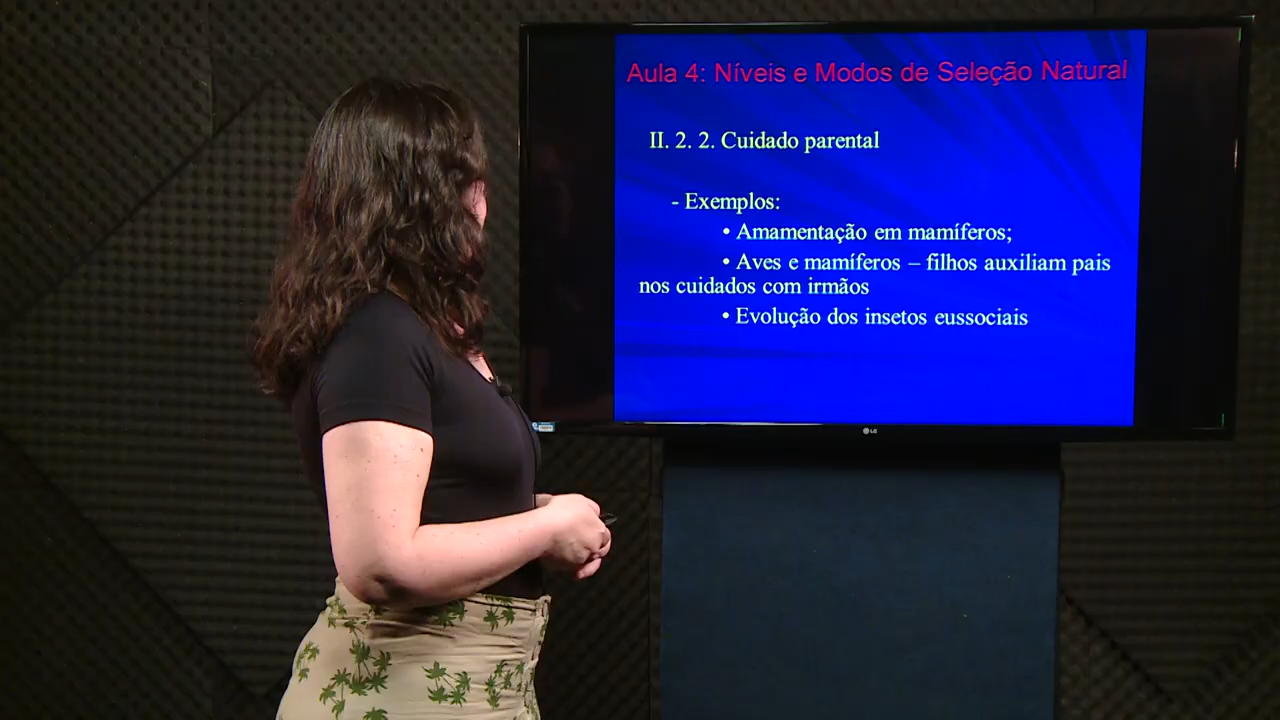 Aula 4: Níveis e Modos de Seleção Natural
II. 2. 2. Cuidado parental
- Exemplos:
• Amamentação em mamíferos;
• Aves e mamíferos – filhos auxiliam pais
nos cuidados com irmãos
• Evolução dos insetos eussociais
LG